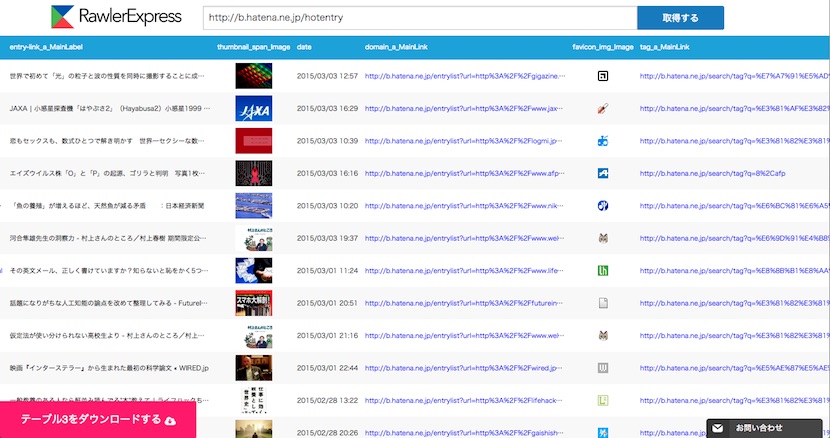 RawlerExpress
http://b.hatena.ne.jp/hotentry
取得する
entry-link_a_MainLabel thumbnail_span_image date domain_a_MainLink favicon_img_image tag_a_MainLink
世界で初めて「光」の粒子と波の性質を同時に撮影することに成… 2015/03/03 12:57 http://b.hatena.ne.jp/entrylist?url=http%3A%2F%2Fgigazine.… http://b.hatena.ne.jp/search/tag?q=%E7%A7%91%E5%AD
JAXA | 小惑星探査機「はやぶさ2」（Hayabusa2）小惑星1999 … JAXA 2015/03/03 16:29 http://b.hatena.ne.jp/entrylist?url=http%3A%2F%2Fwww.jax… http://b.hatena.ne.jp/search/tag?q=%E3%81%AF%E3%82
恋もセックスも、数式ひとつで解き明かす　世界一セクシーな数… 2015/03/03 10:39 http://b.hatena.ne.jp/entrylist?url=http%3A%2F%2Flogmi.jp… http://b.hatena.ne.jp/search/tag?q=%E3%81%82%E3%81
エイズウイルス株「O」と「P」の起源、ゴリラと判明　写真1枚… 2015/03/03 16:16 http://b.hatena.ne.jp/entrylist?url=http%3A%2F%2Fwww.afp… http://b.hatena.ne.jp/search/tag?q=%2Cafp
「魚の養殖」が増えるほど、天然魚が減る矛盾　：日本経済新聞 2015/03/03 10:20 http://b.hatena.ne.jp/entrylist?url=http%3A%2F%2Fwww.nik… http://b.hatena.ne.jp/search/tag?q=%E6%BC%81%E6%A5
河合隼雄先生の洞察力 - 村上さんのところ／村上春樹 期間限定公… 村上さんのところ 2015/03/03 19:37 http://b.hatena.ne.jp/entrylist?url=http%3A%2F%2Fwww.wel… http://b.hatena.ne.jp/search/tag?q=%E6%9D%91%E4%B8
その英文メール、正しく書けていますか？知らないと恥をかく5つ… 2015/03/01 11:24 http://b.hatena.ne.jp/entrylist?url=http%3A%2F%2Fwww.life… http://b.hatena.ne.jp/search/tag?q=%E8%8B%B1%E8%AA
話題になりがちな人工知能の論点を改めて整理してみる - FutureI… スマホ大解剖! 2015/03/01 20:51 http://b.hatena.ne.jp/entrylist?url=http%3A%2F%2Ffuturein… http://b.hatena.ne.jp/search/tag?q=%E3%81%82%E3%81
仮定法が使い分けられない高校生より - 村上さんのところ／村上… 村上さんのところ 2015/03/01 21:16 http://b.hatena.ne.jp/entrylist?url=http%3A%2F%2Fwww.wel… http://b.hatena.ne.jp/search/tag?q=%E3%81%82%E3%81
映画『インターステラー』から生まれた最初の科学論文 « WIRED.jp 2015/03/01 22:44 http://b.hatena.ne.jp/entrylist?url=http%3A%2F%2Fwired.jp… http://b.hatena.ne.jp/search/tag?q=%E5%AE%87%E5%AE
2015/02/28 13:22 http://b.hatena.ne.jp/entrylist?url=http%3A%2F%2Flifehack… http://b.hatena.ne.jp/search/tag?q=%E3%81%82%E3%81
2015/02/28 20:26 http://b.hatena.ne.jp/entrylist?url=http%3A%2F%2Fgaishish…
テーブル3をダウンロードする
お問い合わせ